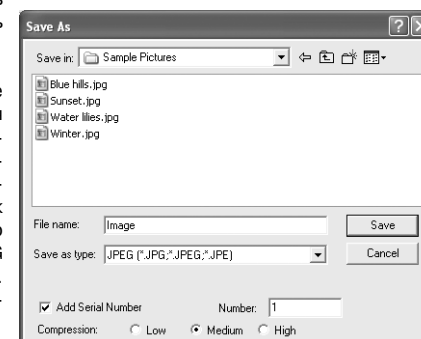 Save As
Save in: Sample Pictures
Blue hills.jpg
Sunset.jpg
Water lilies.jpg
Winter.jpg
File name: Image Save
Save as type: JPEG (*.JPG;*.JPEG;*.JPE) Cancel
Add Serial Number Number: 1
Compression: Low Medium High